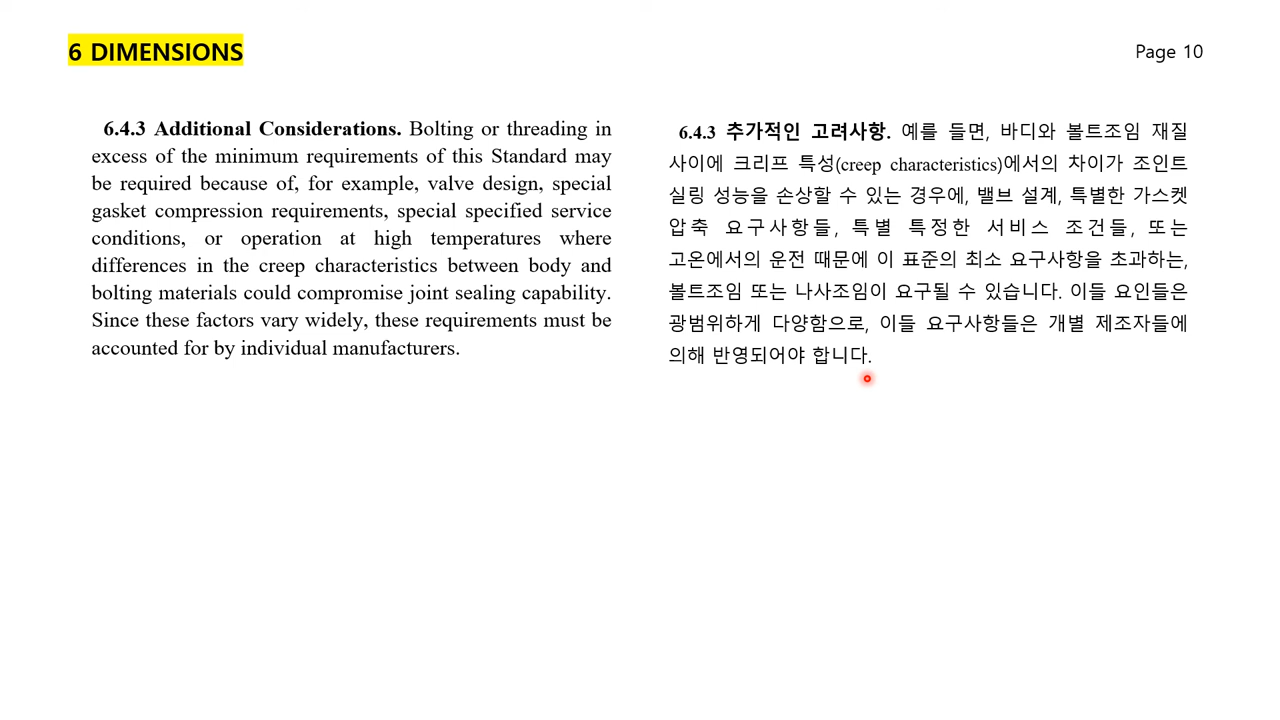 6 DIMENSIONS
Page 10
6.4.3 Additional Considerations. Bolting or threading in
excess of the minimum requirements of this Standard may
be required because of, for example, valve design, special
gasket compression requirements, special specified service
conditions, or operation at high temperatures where
differences in the creep characteristics between body and
bolting materials could compromise joint sealing capability.
Since these factors vary widely, these requirements must be
accounted for by individual manufacturers.
6.4.3 추가적인 고려사항. 예를 들면, 바디와 볼트조임 재질
사이에 크리프 특성(creep characteristics)에서의 차이가 조인트
실링 성능을 손상할 수 있는 경우에, 밸브 설계, 특별한 가스켓
압축 요구사항들, 특별 특정한 서비스 조건들, 또는
고온에서의 운전 때문에 이 표준의 최소 요구사항을 초과하는,
볼트조임 또는 나사조임이 요구될 수 있습니다. 이들 요인들은
광범위하게 다양함으로, 이들 요구사항들은 개별 제조자들에
의해 반영되어야 합니다.